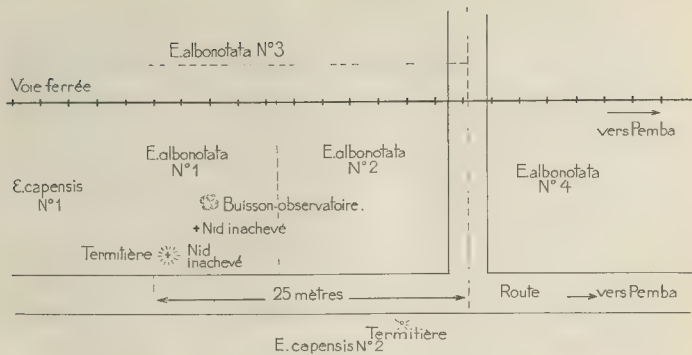 E.albonotata N°3
Voie ferrée
vers Pemba
E.albonotata
N°1
E.albonotata
N°2
E.albonotata
N°4
E.capensis
N°1
Buisson-observatoire.
Nid inachevé
Termitière
Nid
inachevé
25 mètres
Route
vers Pemba
Termitière
E. capensis N°2